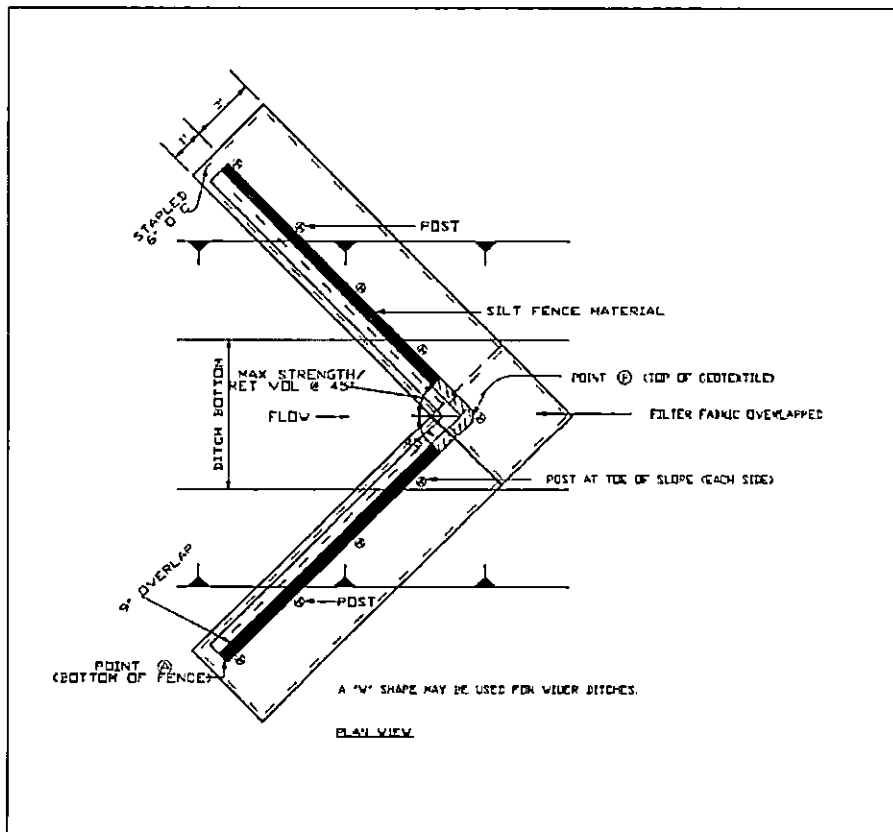 STAPLED
6" O C
POST
SILT FENCE MATERIAL
MAX STRENGTH/
RET VOL @ 45°
POINT Ⓑ (TOP OF GEOTEXTILE)
FLOW
FILTER FABRIC OVERLAPPED
DITCH BOTTOM
POST AT TOE OF SLOPE (EACH SIDE)
9" OVERLAP
POST
POINT Ⓐ
(BOTTOM OF FENCE)
A "W" SHAPE MAY BE USED FOR WIDER DITCHES.
PLAN VIEW